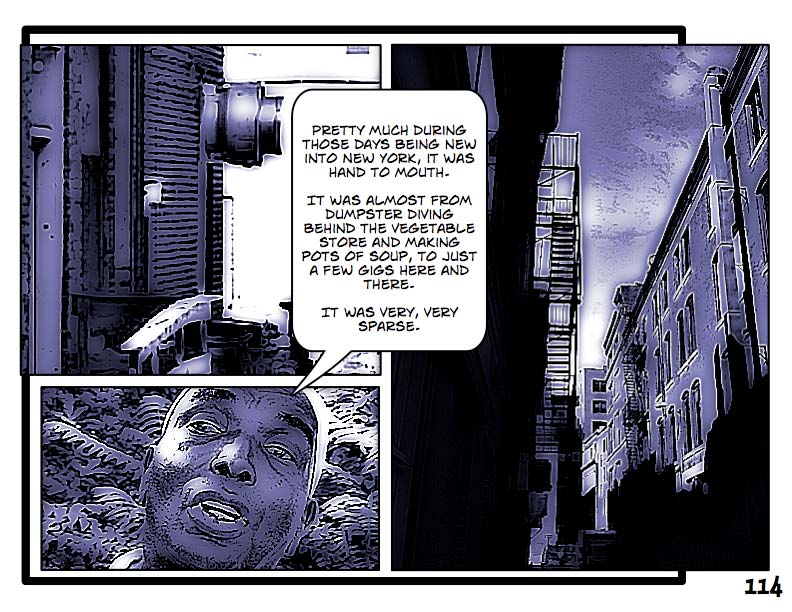 PRETTY MUCH DURING
THOSE DAYS BEING NEW
INTO NEW YORK, IT WAS
HAND TO MOUTH.
IT WAS ALMOST FROM
DUMPSTER DIVING
BEHIND THE VEGETABLE
STORE AND MAKING
POTS OF SOUP, TO JUST
A FEW GIGS HERE AND
THERE.
IT WAS VERY, VERY
SPARSE.
114